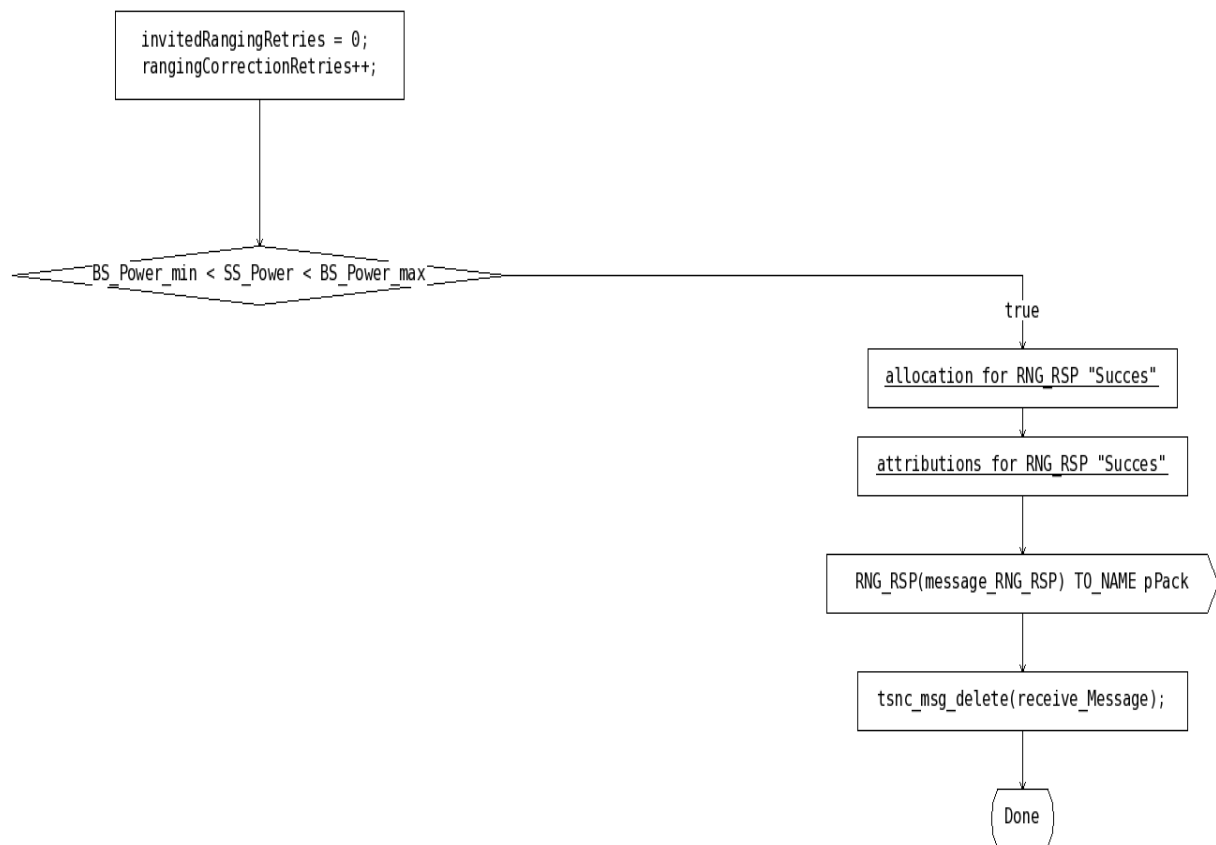 invitedRangingRetries = 0;
rangingCorrectionRetries++;
BS_Power_min < SS_Power < BS_Power_max
true
allocation for RNG_RSP "Succes"
attributions for RNG_RSP "Succes"
RNG_RSP(message_RNG_RSP) TO_NAME pPack
tsnc_msg_delete(receive_Message);
Done